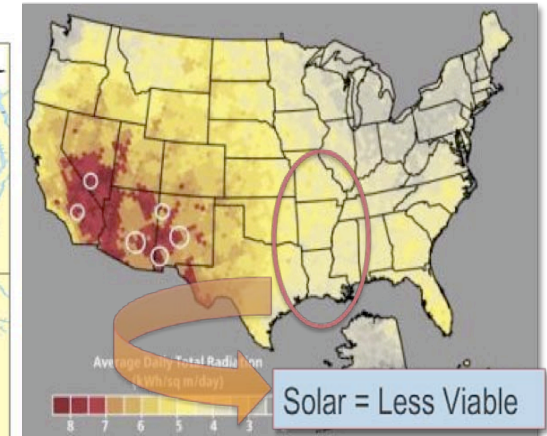 Average Daily Total Radiation
(kWh/sq m/day)
8 7 6 5 4 3
Solar = Less Viable